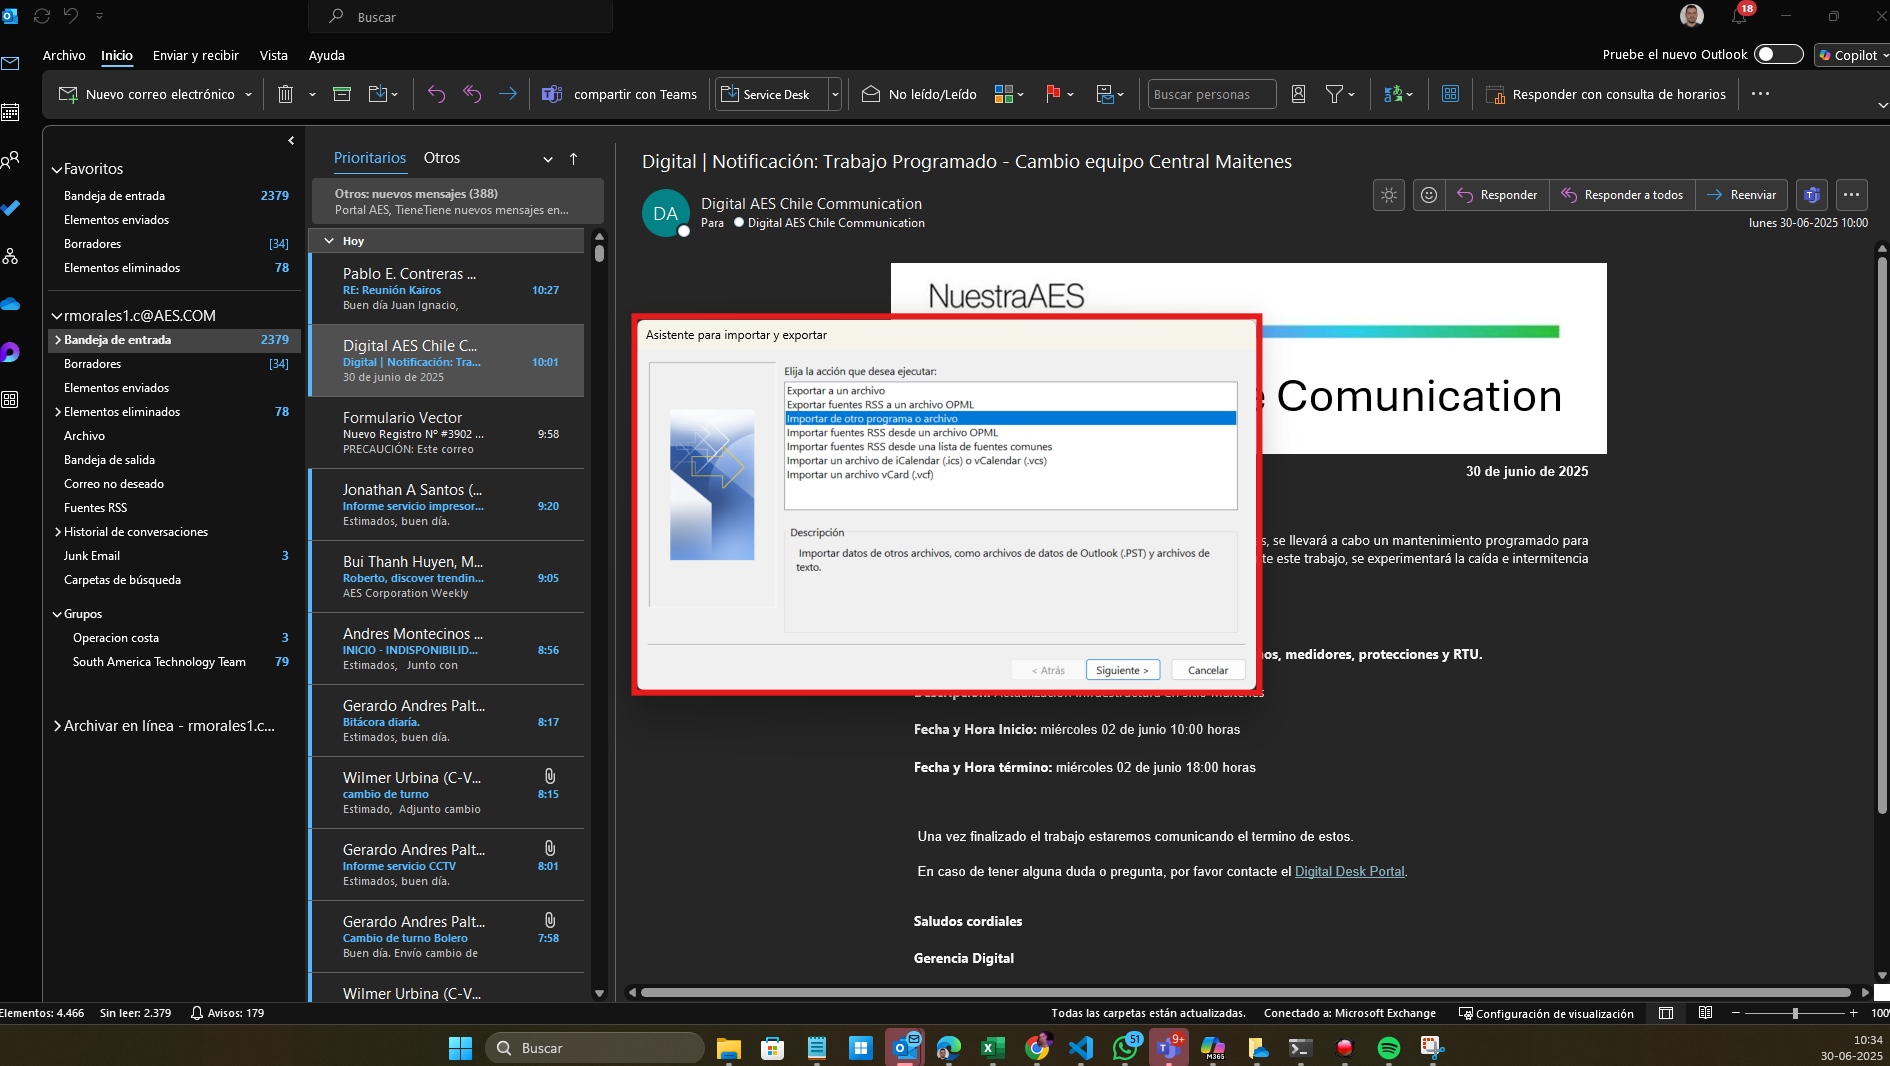 Buscar
18
Archivo
Inicio
Enviar y recibir
Vista
Ayuda
Pruebe el nuevo Outlook
Copilot
Nuevo correo electrónico
compartir con Teams
Service Desk
No leído/Leído
Buscar personas
Responder con consulta de horarios
Favoritos
Bandeja de entrada 2379
Elementos enviados
Borradores [34]
Elementos eliminados 78
rmorales1.c@AES.COM
Bandeja de entrada 2379
Borradores [34]
Elementos enviados
Elementos eliminados 78
Archivo
Bandeja de salida
Correo no deseado
Fuentes RSS
Historial de conversaciones
Junk Email 3
Carpetas de búsqueda
Grupos
Operacion costa 3
South America Technology Team 79
Archivar en línea - rmorales1.c...
Prioritarios Otros
Otros: nuevos mensajes (388)
Portal AES, TieneTiene nuevos mensajes en...
Hoy
Pablo E. Contreras ...
RE: Reunión Kairos 10:27
Buen día Juan Ignacio,
Digital AES Chile C...
Digital | Notificación: Tra... 10:01
30 de junio de 2025
Formulario Vector
Nuevo Registro Nº #3902 ... 9:58
PRECAUCIÓN: Este correo
Jonathan A Santos (...
Informe servicio impresor... 9:20
Estimados, buen día.
Bui Thanh Huyen, M...
Roberto, discover trendin... 9:05
AES Corporation Weekly
Andres Montecinos ...
INICIO - INDISPONIBILID... 8:56
Estimados, Junto con
Gerardo Andres Palt...
Bitácora diaría. 8:17
Estimados, buen día.
Wilmer Urbina (C-V...
cambio de turno 8:15
Estimado, Adjunto cambio
Gerardo Andres Palt...
Informe servicio CCTV 8:01
Estimados, buen día.
Gerardo Andres Palt...
Cambio de turno Bolero 7:58
Buen día. Envío cambio de
Wilmer Urbina (C-V...
Digital | Notificación: Trabajo Programado - Cambio equipo Central Maitenes
DA
Digital AES Chile Communication
Para Digital AES Chile Communication
Responder
Responder a todos
Reenviar
lunes 30-06-2025 10:00
NuestraAES
e Comunication
30 de junio de 2025
s, se llevará a cabo un mantenimiento programado para
te este trabajo, se experimentará la caída e intermitencia
os, medidores, protecciones y RTU.
Fecha y Hora Inicio: miércoles 02 de junio 10:00 horas
Fecha y Hora término: miércoles 02 de junio 18:00 horas
Una vez finalizado el trabajo estaremos comunicando el termino de estos.
En caso de tener alguna duda o pregunta, por favor contacte el Digital Desk Portal.
Saludos cordiales
Gerencia Digital
Asistente para importar y exportar
Elija la acción que desea ejecutar:
Exportar a un archivo
Exportar fuentes RSS a un archivo OPML
Importar de otro programa o archivo
Importar fuentes RSS desde un archivo OPML
Importar fuentes RSS desde una lista de fuentes comunes
Importar un archivo de iCalendar (.ics) o vCalendar (.vcs)
Importar un archivo vCard (.vcf)
Descripción
Importar datos de otros archivos, como archivos de datos de Outlook (.PST) y archivos de
texto.
< Atrás
Siguiente >
Cancelar
Elementos: 4.466 Sin leer: 2.379 Avisos: 179
Todas las carpetas están actualizadas. Conectado a: Microsoft Exchange Configuración de visualización
100
Buscar
51
9+
M365
10:34
30-06-2025